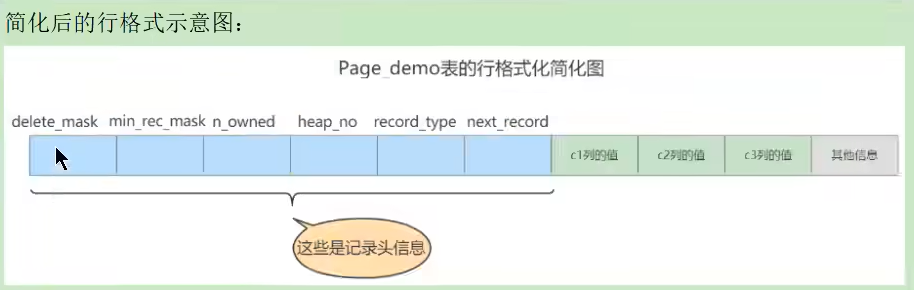 简化后的行格式示意图：
Page_demo表的行格式化简化图
delete_mask min_rec_mask n_owned heap_no record_type next_record
c1列的值 c2列的值 c3列的值 其他信息
这些是记录头信息